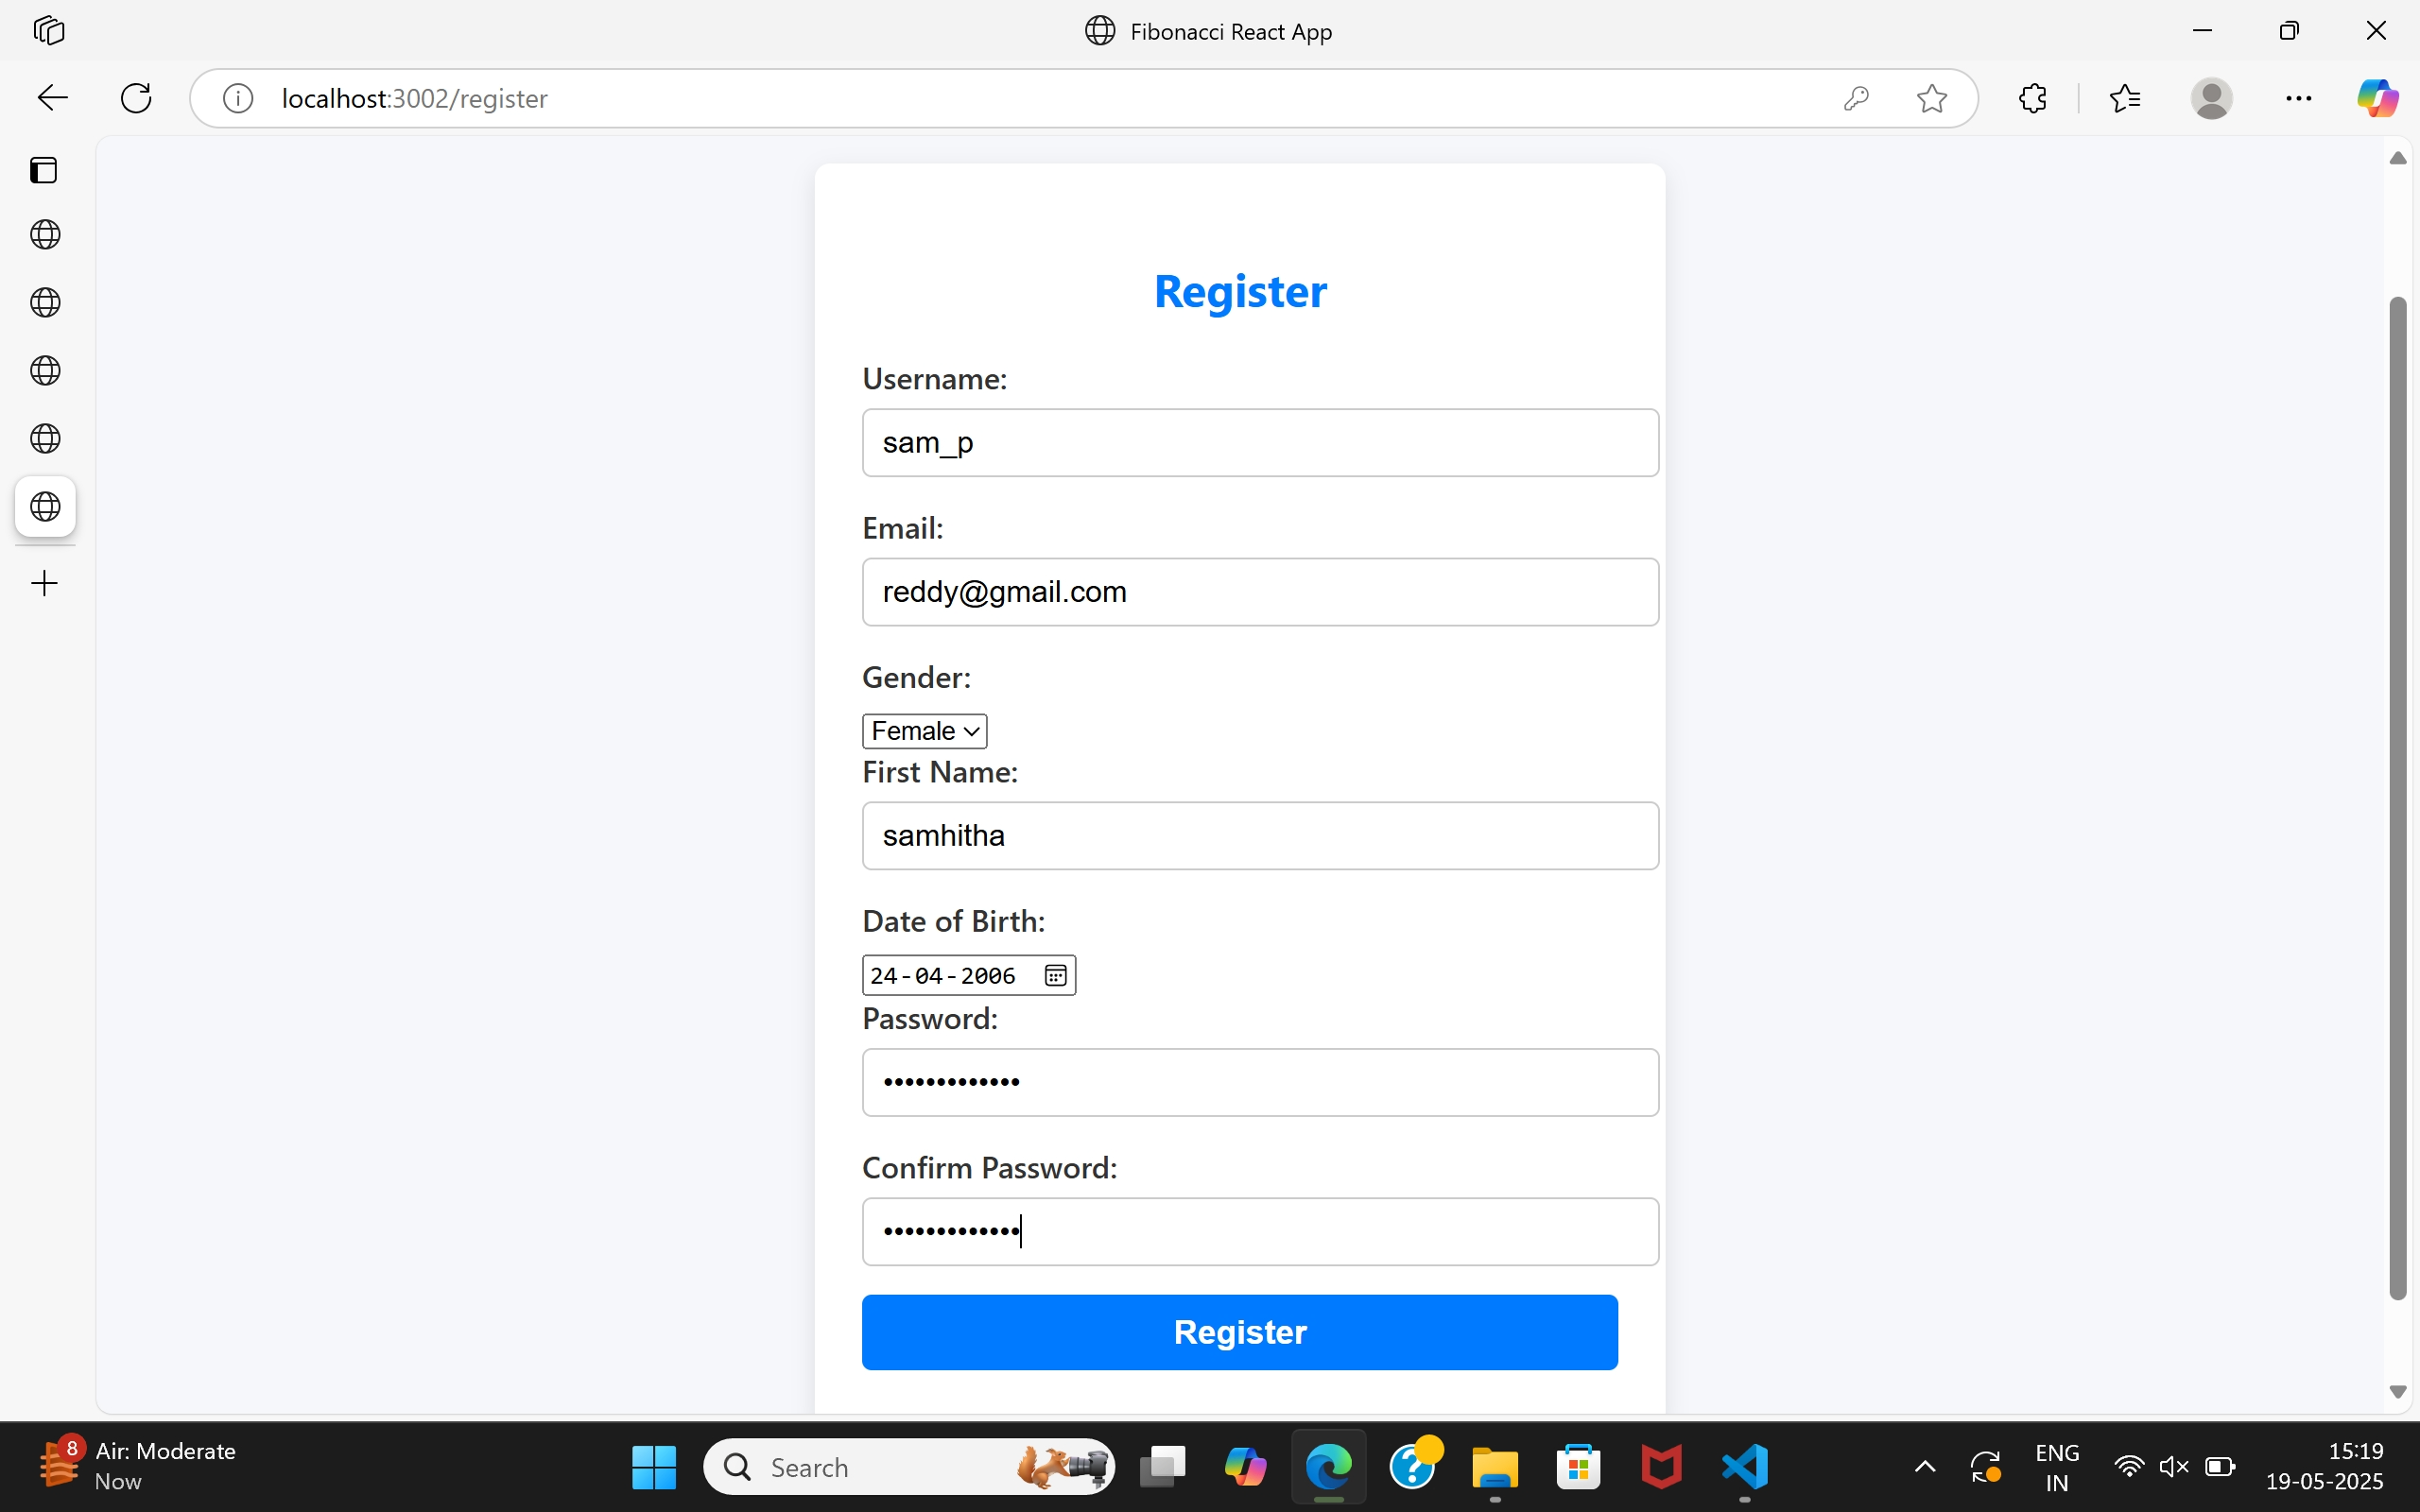 Fibonacci React App
localhost:3002/register
Register
Username:
sam_p
Email:
reddy@gmail.com
Gender:
Female
First Name:
samhitha
Date of Birth:
24-04-2006
Password:
•••••••••••••
Confirm Password:
•••••••••••••
Register
8
Air: Moderate
Now
Search
ENG
IN
15:19
19-05-2025